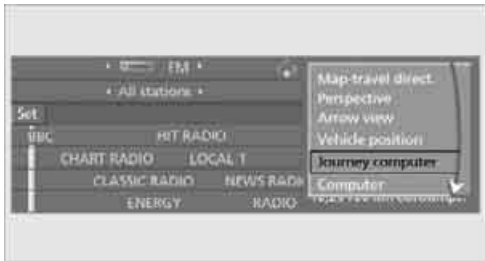 FM
All stations
Set
BBC HIT RADIO
CHART RADIO LOCAL 1
CLASSIC RADIO NEWS RADI
ENERGY RADIO
Map-travel direct.
Perspective
Arrow view
Vehicle position
Journey computer
Computer